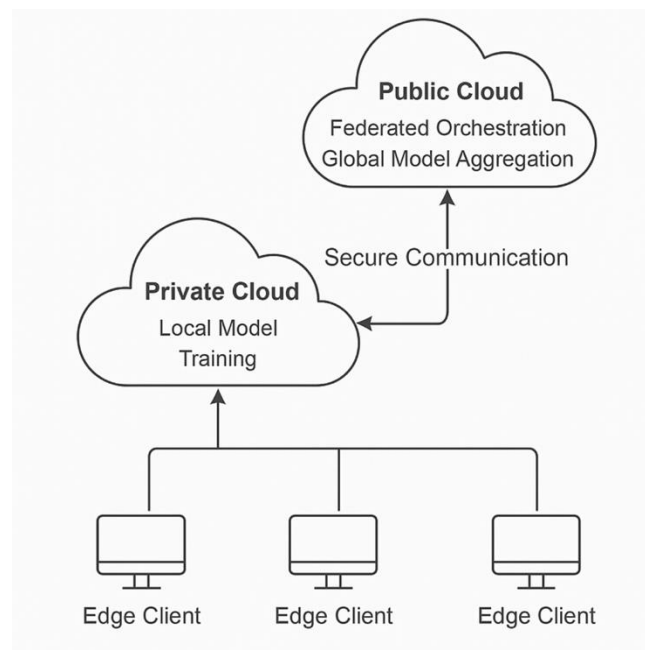 Public Cloud
Federated Orchestration
Global Model Aggregation
Secure Communication
Private Cloud
Local Model
Training
Edge Client
Edge Client
Edge Client